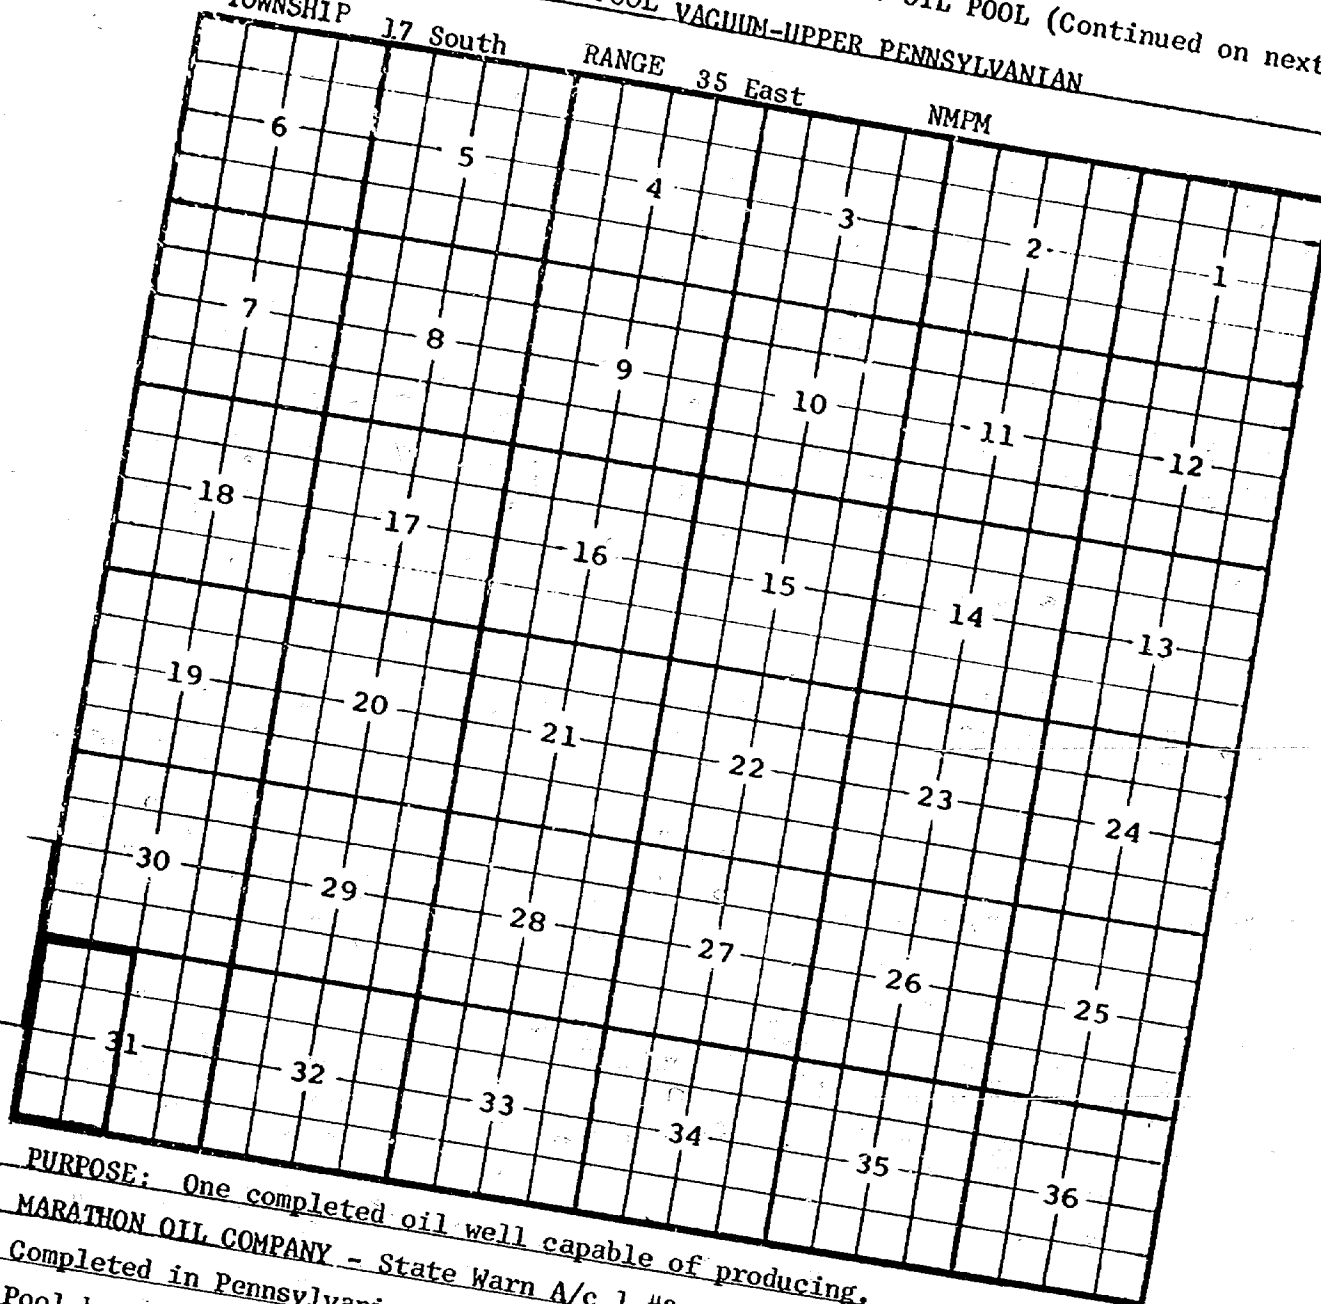 OIL POOL (Continued on next
POOL VACUUM-UPPER PENNSYLVANIAN
TOWNSHIP 17 South RANGE 35 East NMPM
6 5 4 3 2 1
7 8 9 10 11 12
18 17 16 15 14 13
19 20 21 22 23 24
30 29 28 27 26 25
31 32 33 34 35 36
PURPOSE: One completed oil well capable of producing.
MARATHON OIL COMPANY - State Warn A/c 1
Completed in
Pool